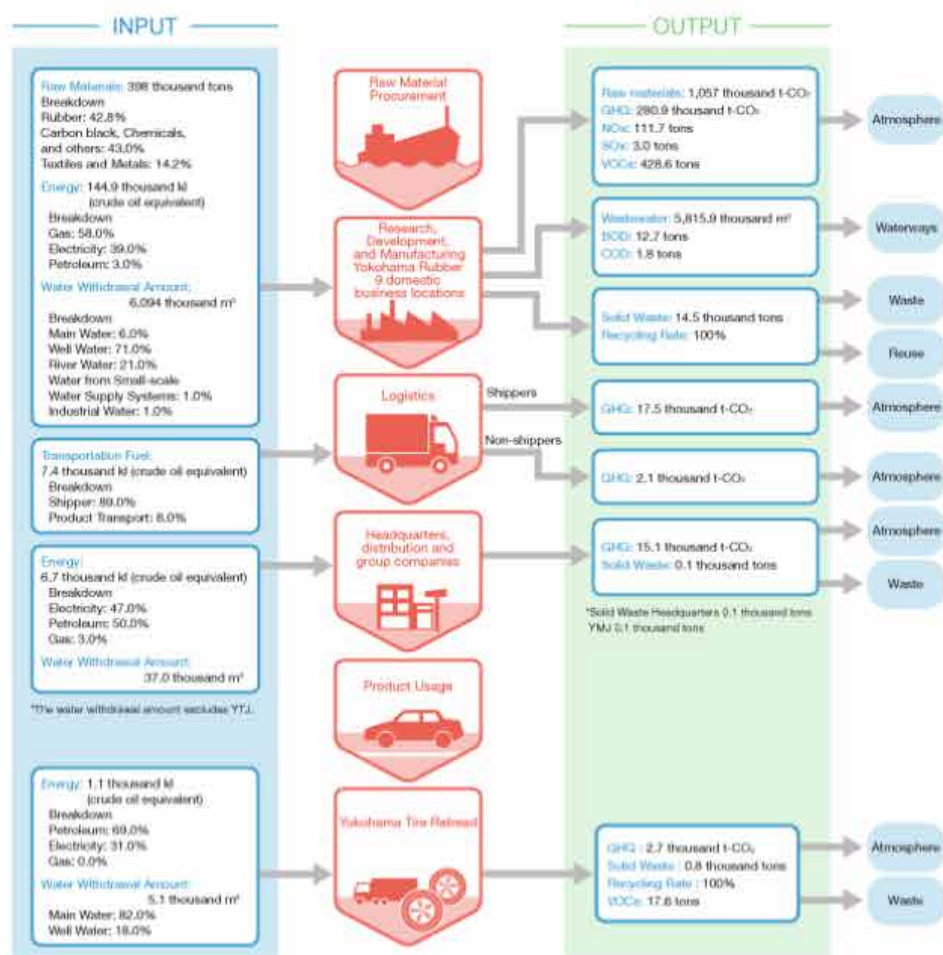 INPUT
Raw Materials: 398 thousand tons
Breakdown
Rubber: 42.8%
Carbon black, Chemicals,
and others: 43.0%
Textiles and Metals: 14.2%
Energy: 144.9 thousand kl
(crude oil equivalent)
Breakdown
Gas: 58.0%
Electricity: 39.0%
Petroleum: 3.0%
Water Withdrawal Amount:
6,094 thousand m³
Breakdown
Main Water: 6.0%
Well Water: 71.0%
River Water: 21.0%
Water from Small-scale
Water Supply Systems: 1.0%
Industrial Water: 1.0%
Transportation Fuel:
7.4 thousand kl (crude oil equivalent)
Breakdown
Shipper: 89.0%
Product Transport: 8.0%
Energy:
6.7 thousand kl (crude oil equivalent)
Breakdown
Electricity: 47.0%
Petroleum: 50.0%
Gas: 3.0%
Water Withdrawal Amount:
37.0 thousand m³
*The water withdrawal amount excludes YTJ.
Energy: 1.1 thousand kl
(crude oil equivalent)
Breakdown
Petroleum: 69.0%
Electricity: 31.0%
Gas: 0.0%
Water Withdrawal Amount:
5.1 thousand m³
Main Water: 82.0%
Well Water: 18.0%
Raw Material
Procurement
Research,
Development,
and Manufacturing
Yokohama Rubber
9 domestic
business locations
Logistics
Shippers
Non-shippers
Headquarters,
distribution and
group companies
Product Usage
Yokohama Tire Retread
OUTPUT
Raw materials: 1,057 thousand t-CO₂
GHG: 280.9 thousand t-CO₂
NOx: 111.7 tons
SOx: 3.0 tons
VOCs: 428.6 tons
Atmosphere
Wastewater: 5,815.9 thousand m³
BOD: 12.7 tons
COD: 1.8 tons
Waterways
Solid Waste: 14.5 thousand tons
Recycling Rate: 100%
Waste
Reuse
GHG: 17.5 thousand t-CO₂
Atmosphere
GHG: 2.1 thousand t-CO₂
Atmosphere
GHG: 15.1 thousand t-CO₂
Solid Waste: 0.1 thousand tons
Atmosphere
Waste
*Solid Waste Headquarters 0.1 thousand tons
YMJ 0.1 thousand tons
GHG : 2.7 thousand t-CO₂
Solid Waste : 0.8 thousand tons
Recycling Rate : 100%
VOCs: 17.6 tons
Atmosphere
Waste